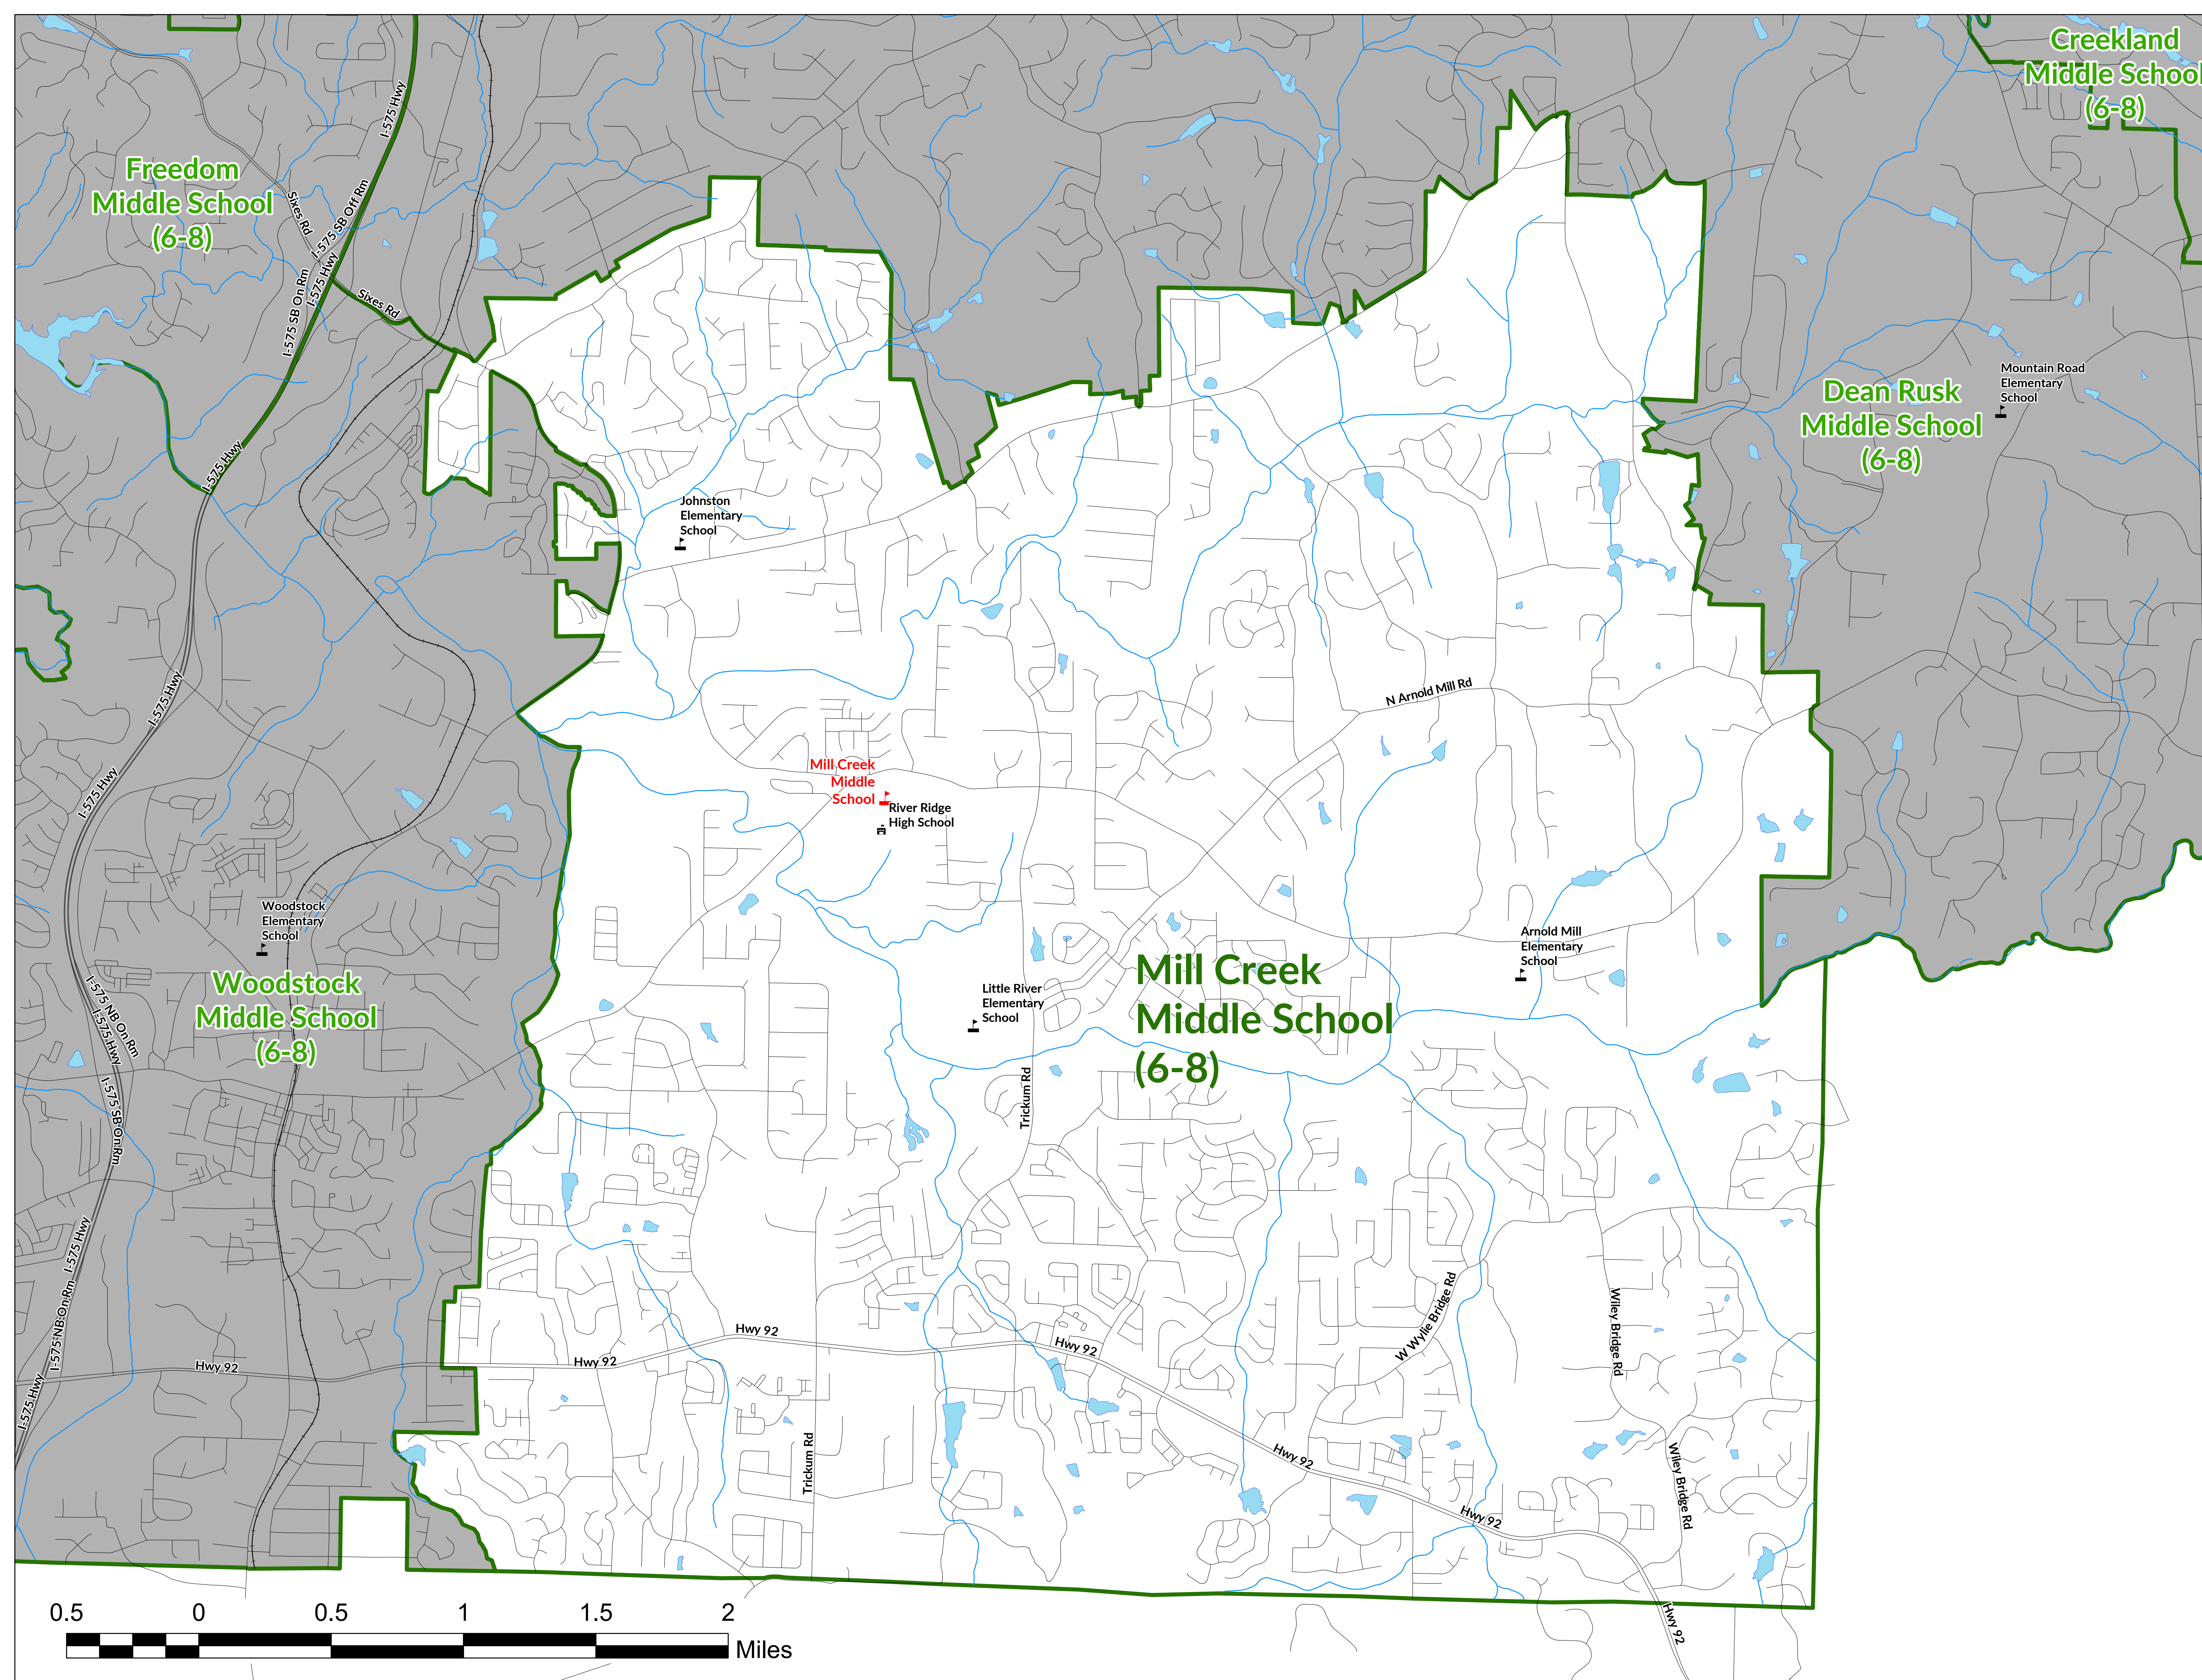 Creekland
Middle School
(6-8)
I-575 Hwy
Freedom
Middle School
(6-8)
Sixes Rd
I-575 SB Off Rm
I-575 SB On Rm
I-575 Hwy
Sixes Rd
Dean Rusk
Middle School
(6-8)
Mountain Road
Elementary
School
I-575 Hwy
Johnston
Elementary
School
I-575 Hwy
N Arnold Mill Rd
I-575 Hwy
Mill Creek
Middle
School
River Ridge
High School
Woodstock
Elementary
School
Woodstock
Middle School
(6-8)
I-575 NB On Rm
I-575 Hwy
I-575 SB On Rm
Arnold Mill
Elementary
School
Little River
Elementary
School
Mill Creek
Middle School
(6-8)
Trickum Rd
I-575 Hwy
I-575 NB On Rm
I-575 Hwy
Hwy 92
Hwy 92
Hwy 92
Hwy 92
W Wylie Bridge Rd
Wiley Bridge Rd
Trickum Rd
Hwy 92
Wiley Bridge Rd
Hwy 92
Hwy 92
0.5 0 0.5 1 1.5 2
Miles